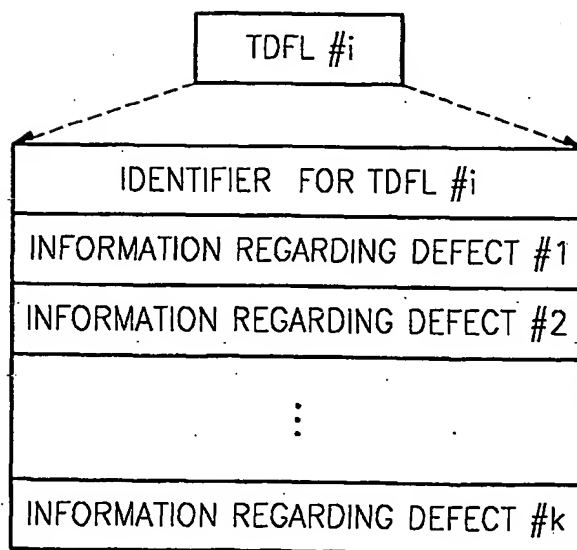 TDFL #i
IDENTIFIER FOR TDFL #i
INFORMATION REGARDING DEFECT #1
INFORMATION REGARDING DEFECT #2
⋮
INFORMATION REGARDING DEFECT #k